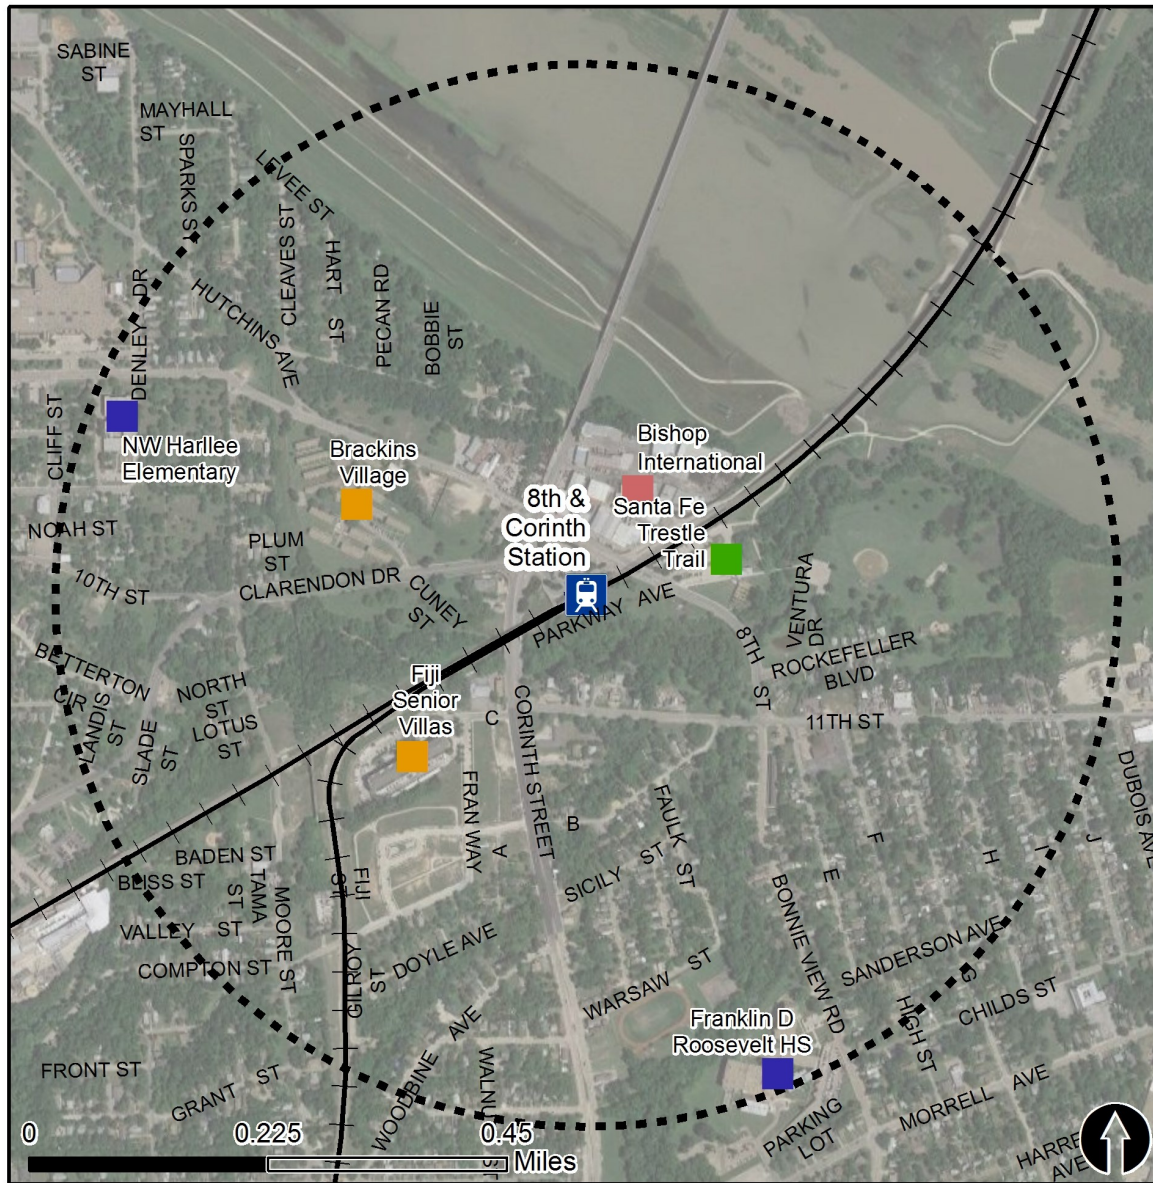 SABINE
ST
MAYHALL
ST
SPARKS ST
LEVEE ST
CLEAVES ST
HART ST
PECAN RD
BOBBIE
ST
DENLEY DR
HUTCHINS AVE
CLIFF ST
NW Harllee
Elementary
Brackins
Village
Bishop
International
8th &
Corinth
Station
Santa Fe
Trestle
Trail
NOAH ST
PLUM
ST
10TH ST
CLARENDON DR
CUNEY
ST
PARKWAY AVE
VENTURA
DR
8TH ST
ROCKEFELLER
BLVD
BETTERTON
CIR
LANDIS
ST
SLADE
ST
NORTH
ST
LOTUS
ST
Fiji
Senior
Villas
C
CORINTH STREET
11TH ST
DUBOIS AVE
FRAN WAY
B
A
FAULK
ST
SICILY ST
F
E
H
I
J
BADEN ST
BLISS ST
TAMA
ST
MOORE ST
FIJI
ST
VALLEY ST
COMPTON ST
GILROY
ST
DOYLE AVE
BONNIE VIEW RD
SANDERSON AVE
G
WARSAW ST
HIGH ST
CHILDS ST
Franklin D
Roosevelt HS
FRONT ST
GRANT ST
WOODBINE AVE
WALNUT
ST
PARKING
LOT
MORRELL AVE
HARRE
AVE
0 0.225 0.45
Miles